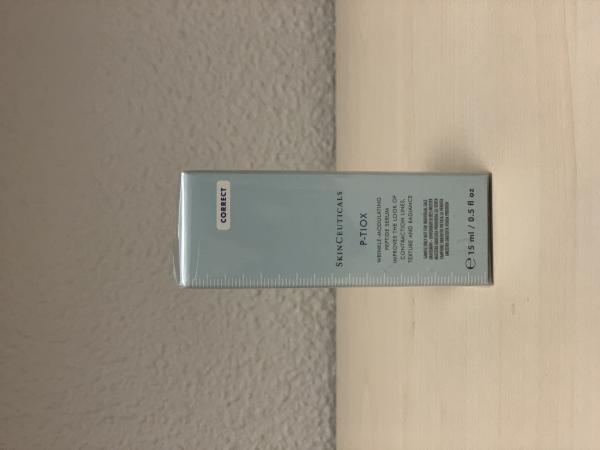 CORRECT
SKINCEUTICALS
P-TIOX
WRINKLE-MODULATING
PEPTIDE SERUM
IMPROVES THE LOOK OF
CONTRACTION LINES,
TEXTURE AND RADIANCE
℮ 15 ml / 0.5 fl oz